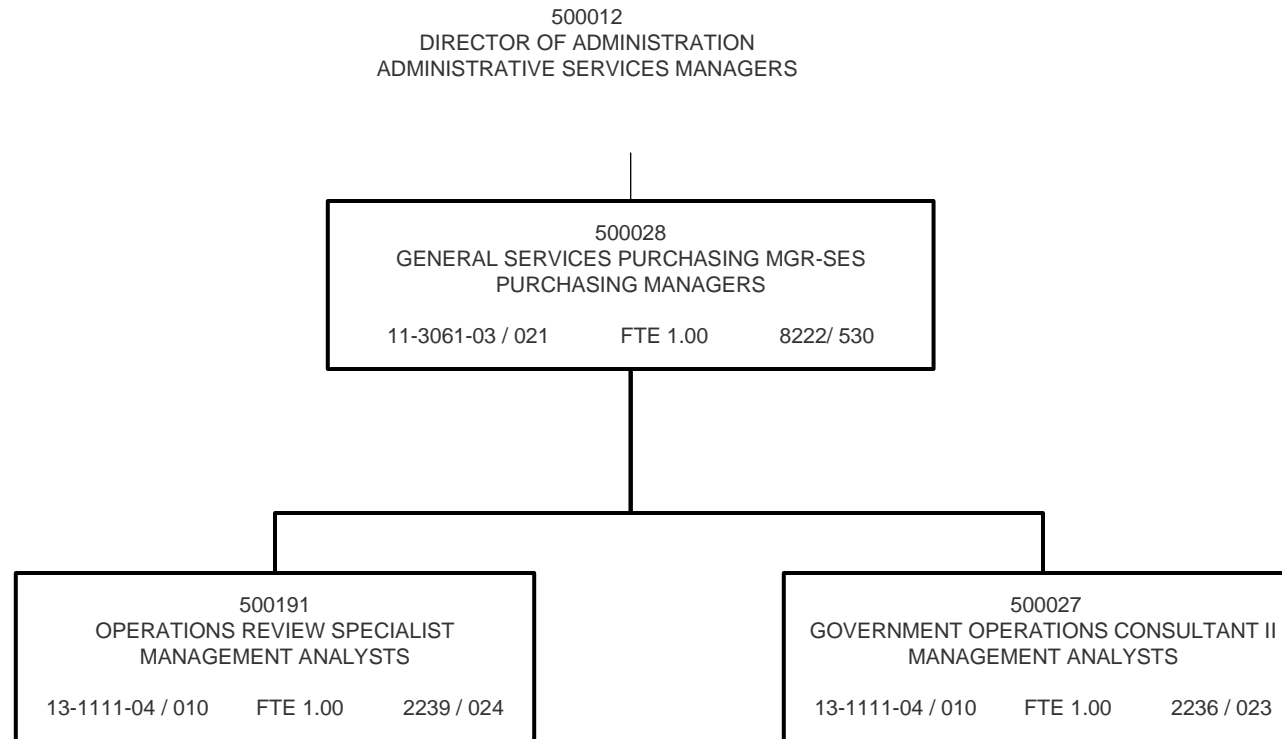 500012
DIRECTOR OF ADMINISTRATION
ADMINISTRATIVE SERVICES MANAGERS
500028
GENERAL SERVICES PURCHASING MGR-SES
PURCHASING MANAGERS
11-3061-03 / 021 FTE 1.00 8222/ 530
500191
OPERATIONS REVIEW SPECIALIST
MANAGEMENT ANALYSTS
13-1111-04 / 010 FTE 1.00 2239 / 024
500027
GOVERNMENT OPERATIONS CONSULTANT II
MANAGEMENT ANALYSTS
13-1111-04 / 010 FTE 1.00 2236 / 023